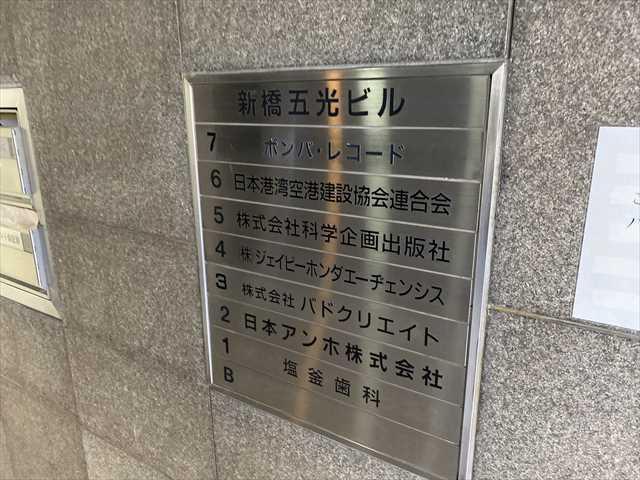 新橋五光ビル
7 ボンバ・レコード
6 日本港湾空港建設協会連合会
5 株式会社科学企画出版社
4 ㈱ジェイピーホンダエーヂェンシス
3 株式会社バドクリエイト
2 日本アンホ株式会社
1 塩釜歯科
B